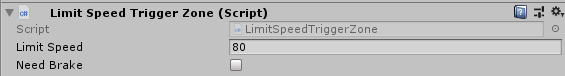 Limit Speed Trigger Zone (Script)
Script LimitSpeedTriggerZone
Limit Speed 80
Need Brake